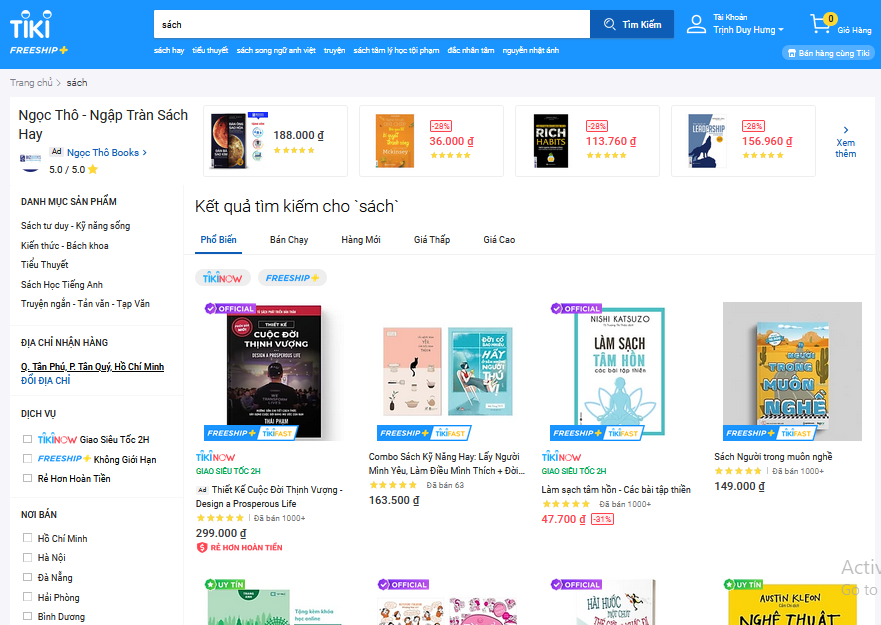 TIKI
FREESHIP+
sách
Tìm Kiếm
Tài Khoản
Trịnh Duy Hưng
0
Giỏ Hàng
sách hay tiểu thuyết sách song ngữ anh việt truyện sách tâm lý học tội phạm đắc nhân tâm nguyễn nhật ánh
Bán hàng cùng Tiki
Trang chủ > sách
Ngọc Thô - Ngập Tràn Sách
Hay
Ad Ngọc Thô Books >
5.0 / 5.0
188.000 ₫
-28%
36.000 ₫
RICH
HABITS
-28%
113.760 ₫
LEADERSHIP
-28%
156.960 ₫
Xem
thêm
DANH MỤC SẢN PHẨM
Sách tư duy - Kỹ năng sống
Kiến thức - Bách khoa
Tiểu Thuyết
Sách Học Tiếng Anh
Truyện ngắn - Tản văn - Tạp Văn
ĐỊA CHỈ NHẬN HÀNG
Q. Tân Phú, P. Tân Quý, Hồ Chí Minh
ĐỔI ĐỊA CHỈ
DỊCH VỤ
TIKINOW Giao Siêu Tốc 2H
FREESHIP+ Không Giới Hạn
Rẻ Hơn Hoàn Tiền
NƠI BÁN
Hồ Chí Minh
Hà Nội
Đà Nẵng
Hải Phòng
Bình Dương
Kết quả tìm kiếm cho `sách`
Phổ Biến Bán Chạy Hàng Mới Giá Thấp Giá Cao
TIKINOW FREESHIP+
OFFICIAL
THIẾT KẾ
CUỘC ĐỜI
THỊNH VƯỢNG
DESIGN A PROSPEROUS LIFE
THÁI PHẠM
FREESHIP+ TIKIFAST
TIKINOW
GIAO SIÊU TỐC 2H
Ad Thiết Kế Cuộc Đời Thịnh Vượng -
Design a Prosperous Life
Đã bán 1000+
299.000 ₫
RẺ HƠN HOÀN TIỀN
ĐỜI CÓ
BAO NHIÊU
HÃY
FREESHIP+ TIKIFAST
Combo Sách Kỹ Năng Hay: Lấy Người
Mình Yêu, Làm Điều Mình Thích + Đời...
Đã bán 63
163.500 ₫
OFFICIAL
NISHI KATSUZO
LÀM SẠCH
TÂM HỒN
các bài tập thiền
FREESHIP+ TIKIFAST
TIKINOW
GIAO SIÊU TỐC 2H
Làm sạch tâm hồn - Các bài tập thiền
Đã bán 1000+
47.700 ₫ -31%
NGƯỜI
TRONG
MUÔN
NGHỀ
FREESHIP+ TIKIFAST
Sách Người trong muôn nghề
Đã bán 1000+
149.000 ₫
UY TÍN
Tặng kìm khóa
học online
OFFICIAL
OFFICIAL
HÀI HƯỚC
MỘT CHÚT
UY TÍN
AUSTIN KLEON
NGHỆ THUẬT
Activ
Go to